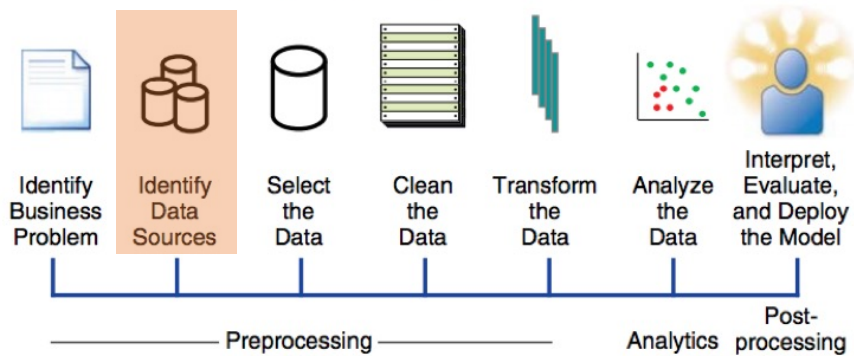 Identify
Business
Problem
Identify
Data
Sources
Select
the
Data
Clean
the
Data
Transform
the
Data
Analyze
the
Data
Interpret,
Evaluate,
and Deploy
the Model
Preprocessing
Analytics
Post-
processing